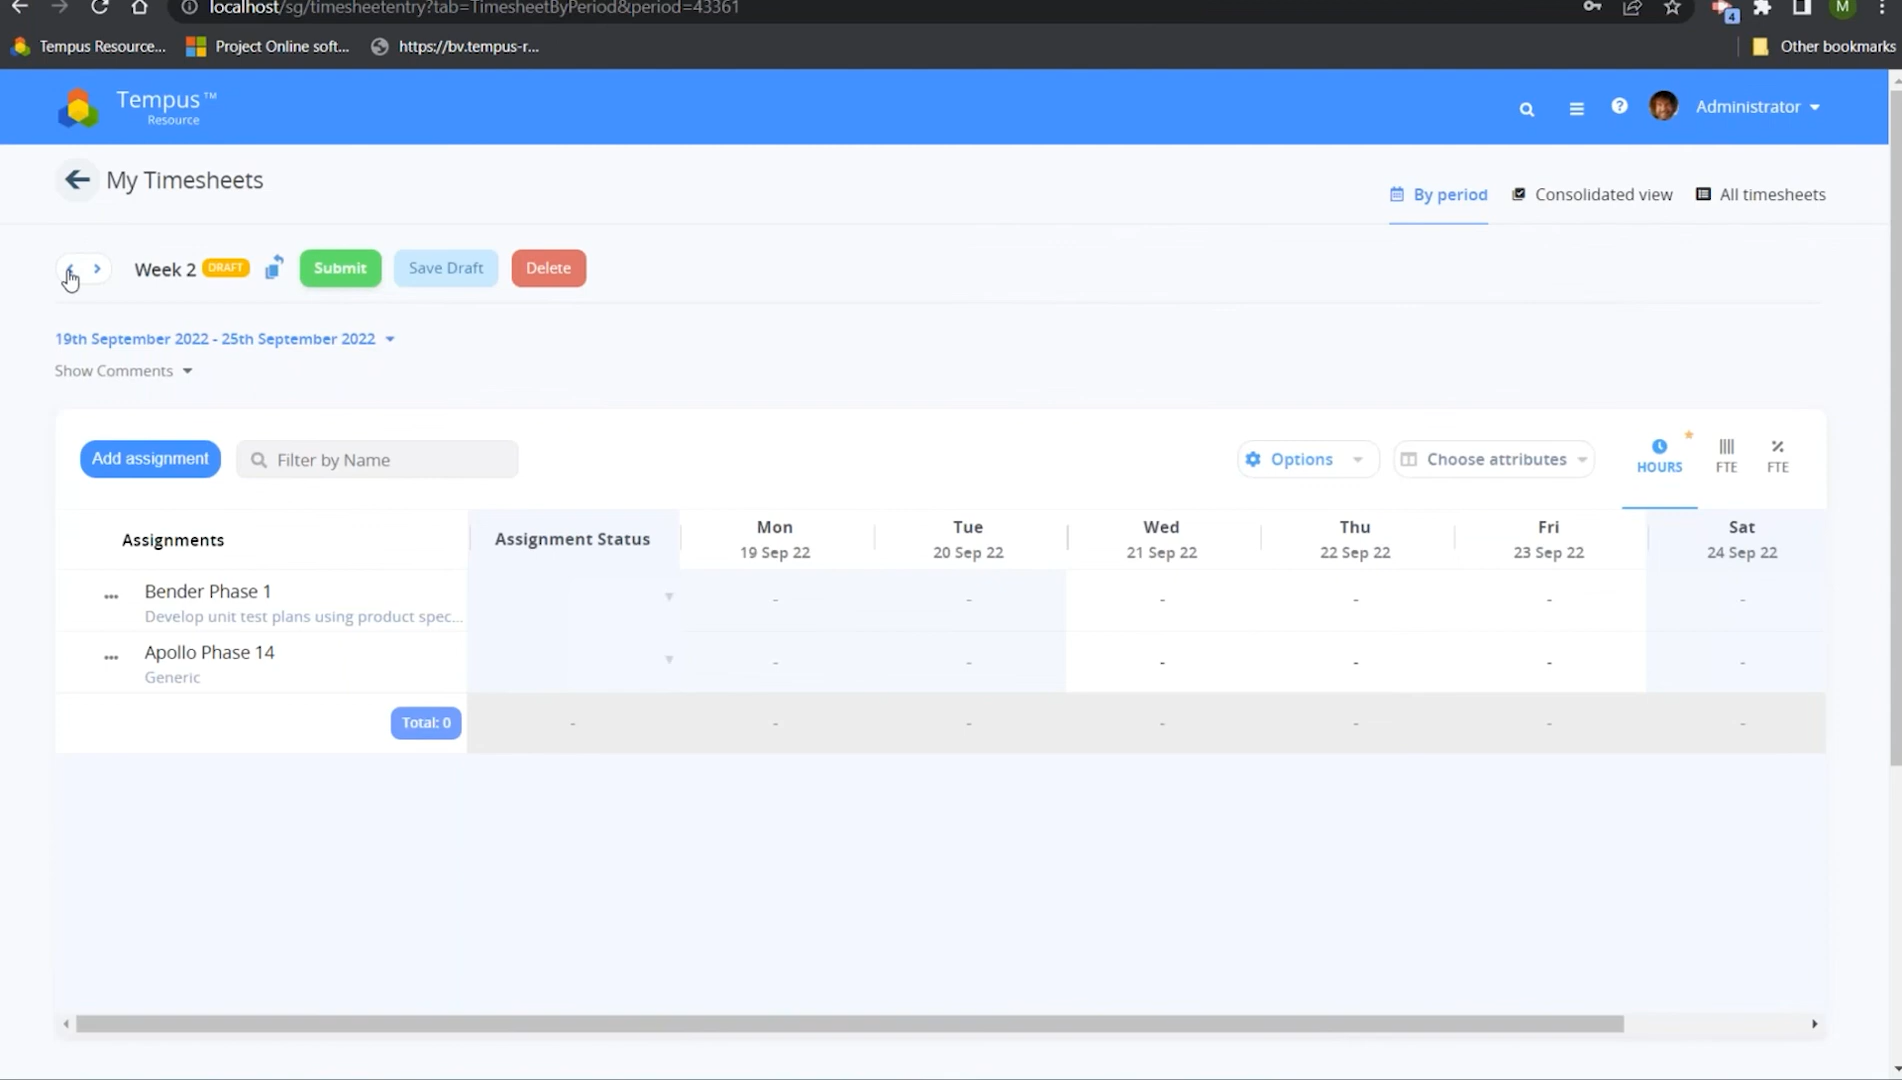 localhost/sg/timesheetentry?tab=TimesheetByPeriod&period=43361
4
M
Tempus Resource... Project Online soft... https://bv.tempus-r... Other bookmarks
Tempus™
Resource
Administrator
My Timesheets
By period Consolidated view All timesheets
Week 2 DRAFT Submit Save Draft Delete
19th September 2022 - 25th September 2022
Show Comments
Add assignment Filter by Name Options Choose attributes HOURS FTE FTE
Assignments Assignment Status Mon Tue Wed Thu Fri Sat
19 Sep 22 20 Sep 22 21 Sep 22 22 Sep 22 23 Sep 22 24 Sep 22
Bender Phase 1 - - - - - -
Develop unit test plans using product spec...
Apollo Phase 14 - - - - - -
Generic
Total: 0 - - - - - - -